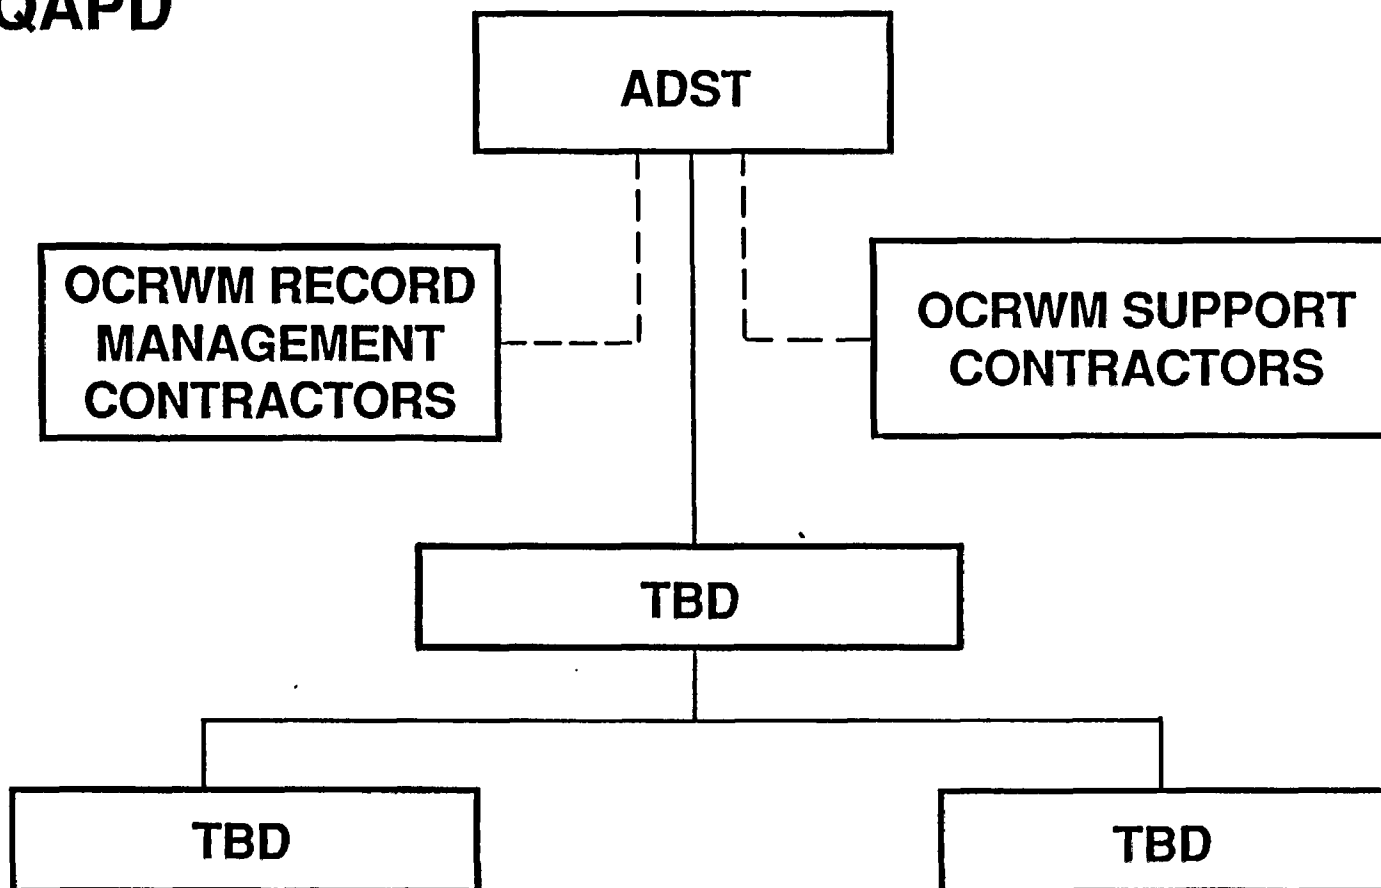 QAPD
ADST
OCRWM RECORD
MANAGEMENT
CONTRACTORS
OCRWM SUPPORT
CONTRACTORS
TBD
TBD
TBD